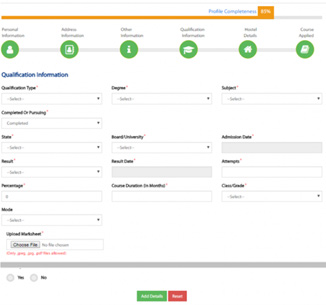 Profile Completeness 90%
Personal Information
Address Information
Other Information
Qualification Information
Hostel Details
Course Applied
Qualification Information
Qualification Type * Degree * Subject *
- Select - - Select - - Select -
Completed Or Pursuing *
Completed
State * Board/University * Admission Date *
- Select - - Select -
Result * Result Date * Attempts *
- Select -
Percentage * Course Duration (In Months) * Class/Grade *
0 - Select -
Mode
- Select -
Upload Marksheet *
Choose File No file chosen
(Only .jpeg, .jpg, .pdf files allowed)
Yes No
Add Details Reset